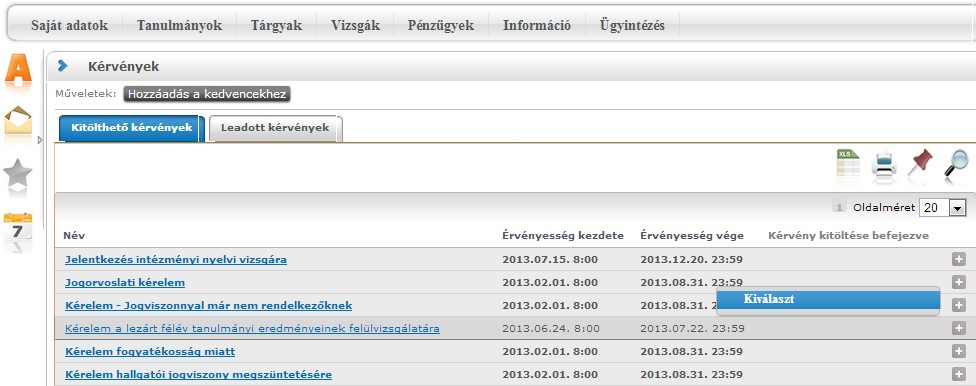 Saját adatok Tanulmányok Tárgyak Vizsgák Pénzügyek Információ Ügyintézés
A
Kérvények
Műveletek: Hozzáadás a kedvencekhez
Kitölthető kérvények Leadott kérvények
XLS
7
1 Oldalméret 20
Név Érvényesség kezdete Érvényesség vége Kérvény kitöltése befejezve
Jelentkezés intézményi nyelvi vizsgára 2013.07.15. 8:00 2013.12.20. 23:59
Jogorvoslati kérelem 2013.02.01. 8:00 2013.08.31. 23:59
Kiválaszt
Kérelem - Jogviszonnyal már nem rendelkezőknek 2013.02.01. 8:00 2013.08.31.
Kérelem a lezárt félév tanulmányi eredményeinek felülvizsgálatára 2013.06.24. 8:00 2013.07.22. 23:59
Kérelem fogyatékosság miatt 2013.02.01. 8:00 2013.08.31. 23:59
Kérelem hallgatói jogviszony megszüntetésére 2013.02.01. 8:00 2013.08.31. 23:59